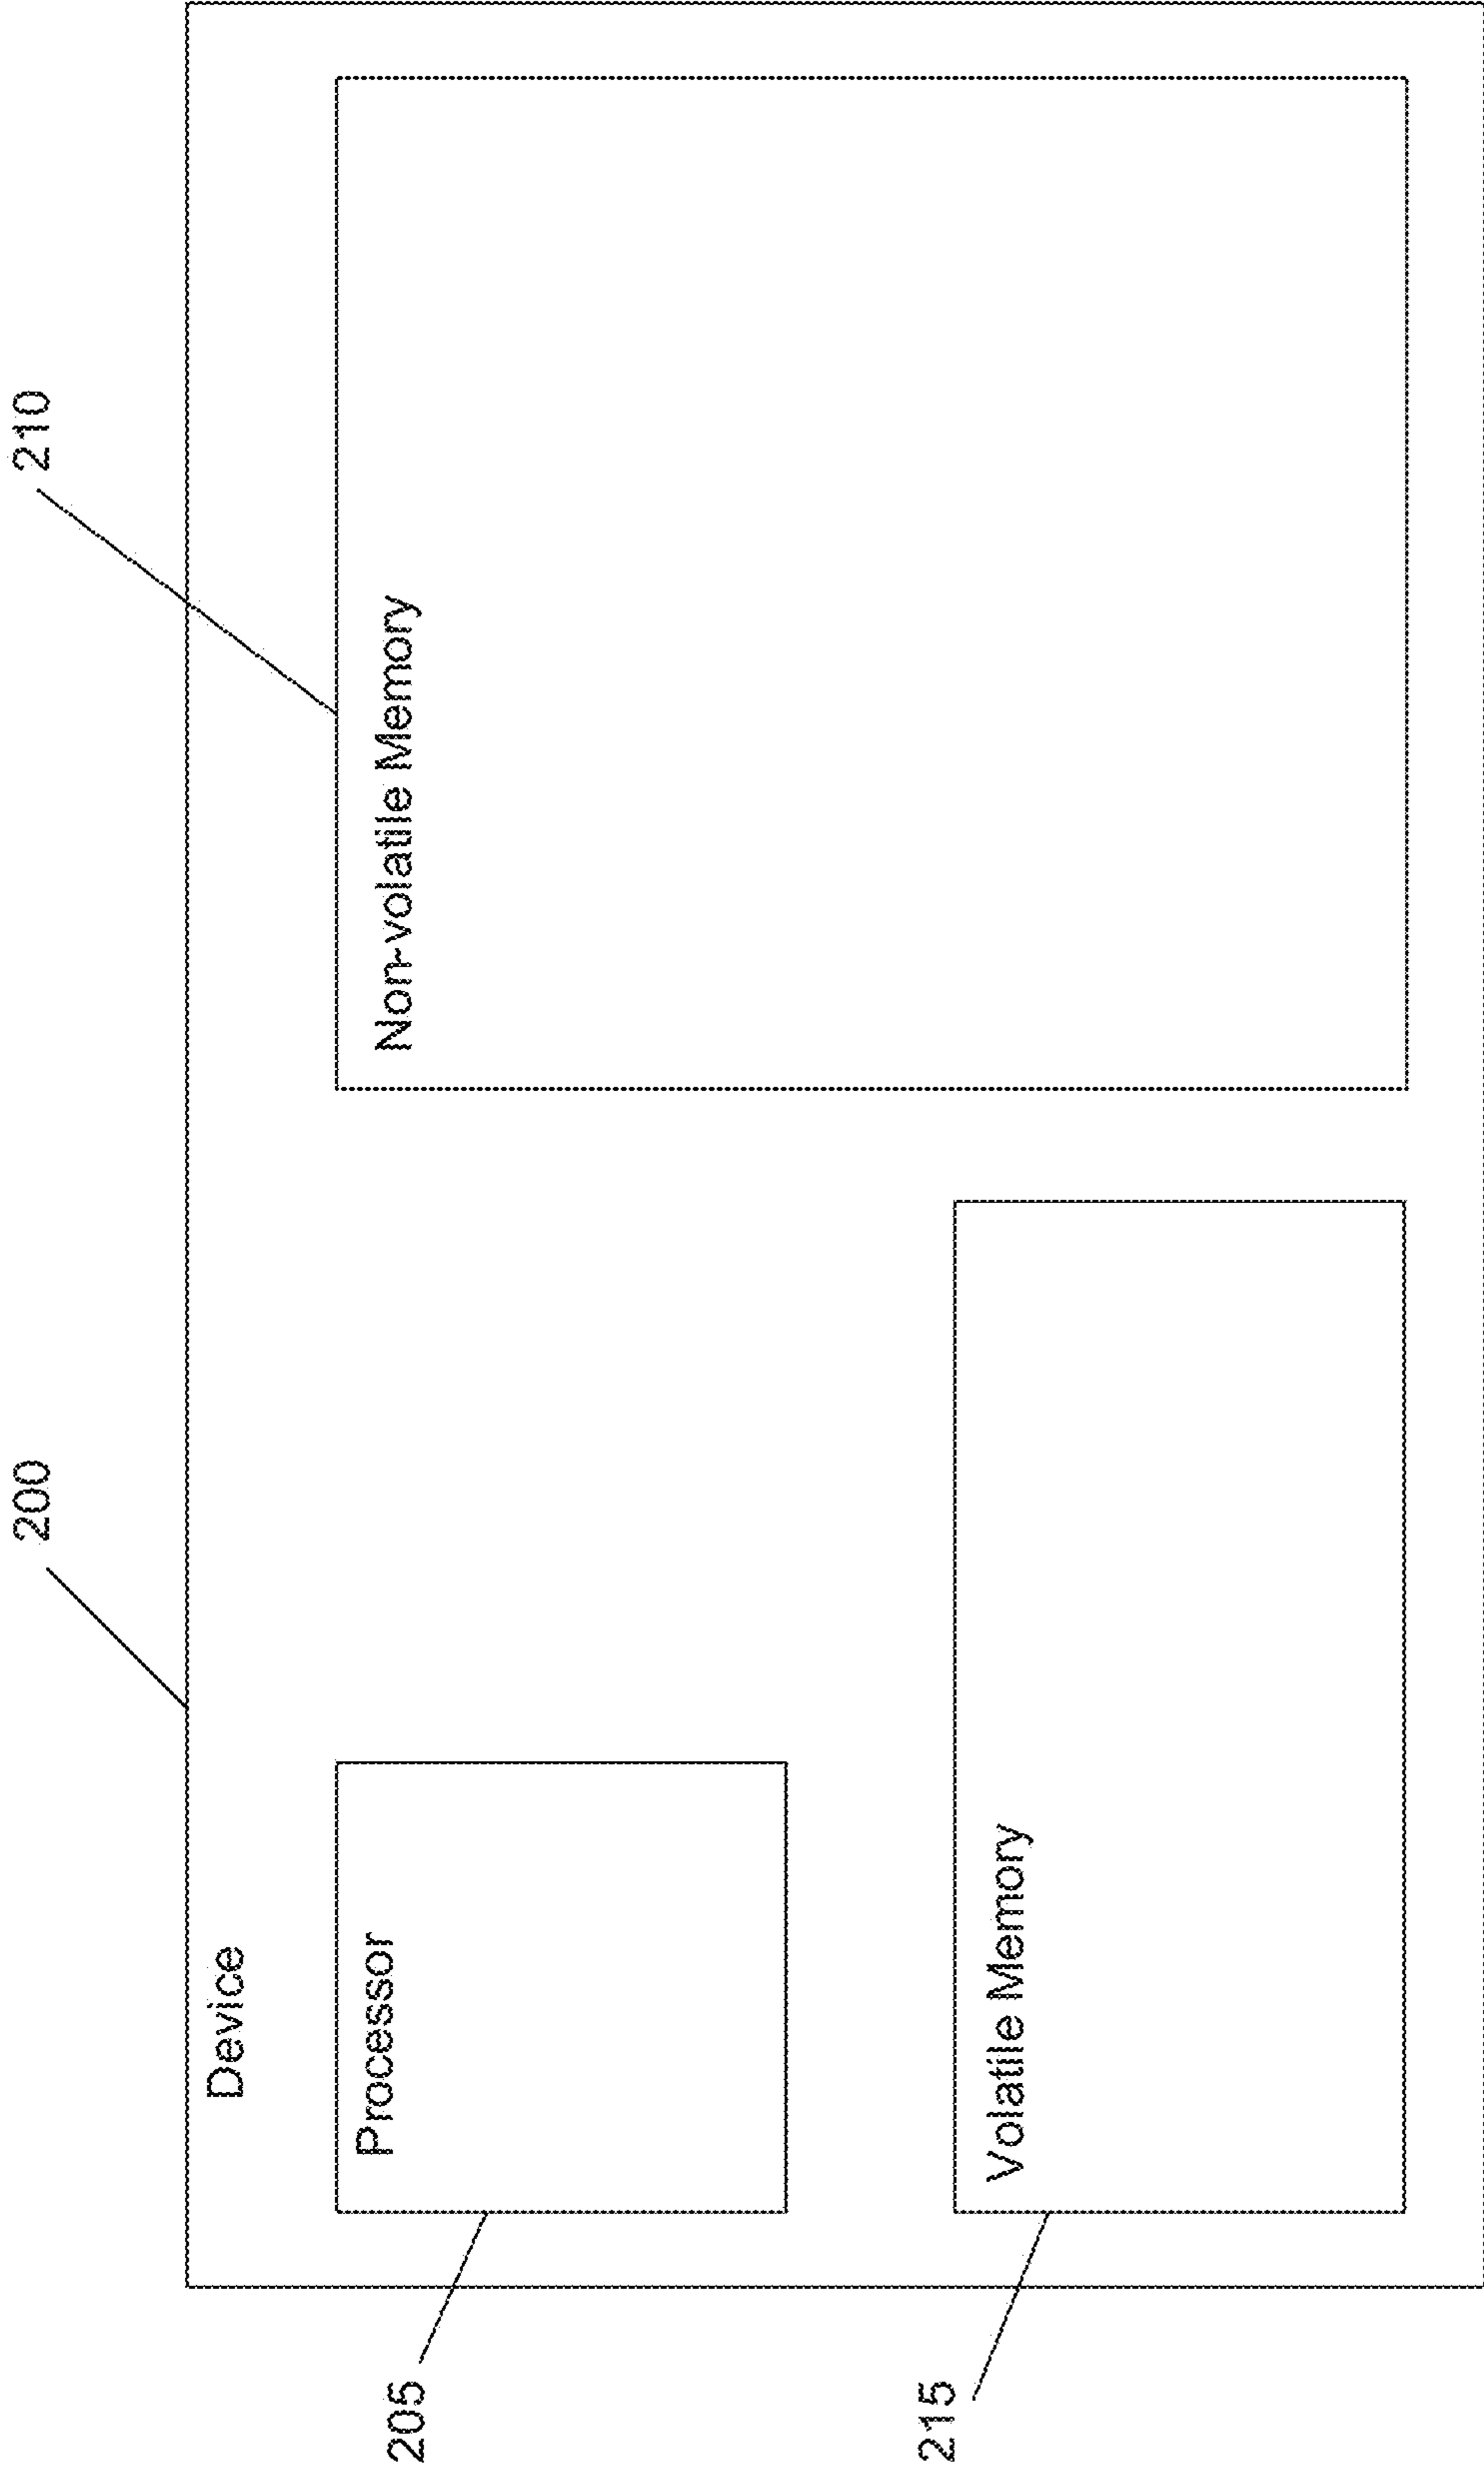 200
210
Device
Processor
Non-volatile Memory
205
Volatile Memory
215